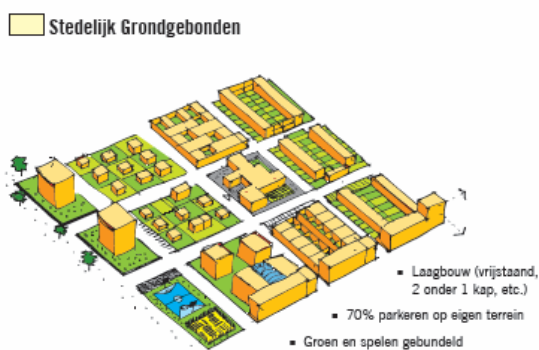 Stedelijk Grondgebonden
▪ Laagbouw (vrijstaand,
2 onder 1 kap, etc.)
▪ 70% parkeren op eigen terrein
▪ Groen en spelen gebundeld